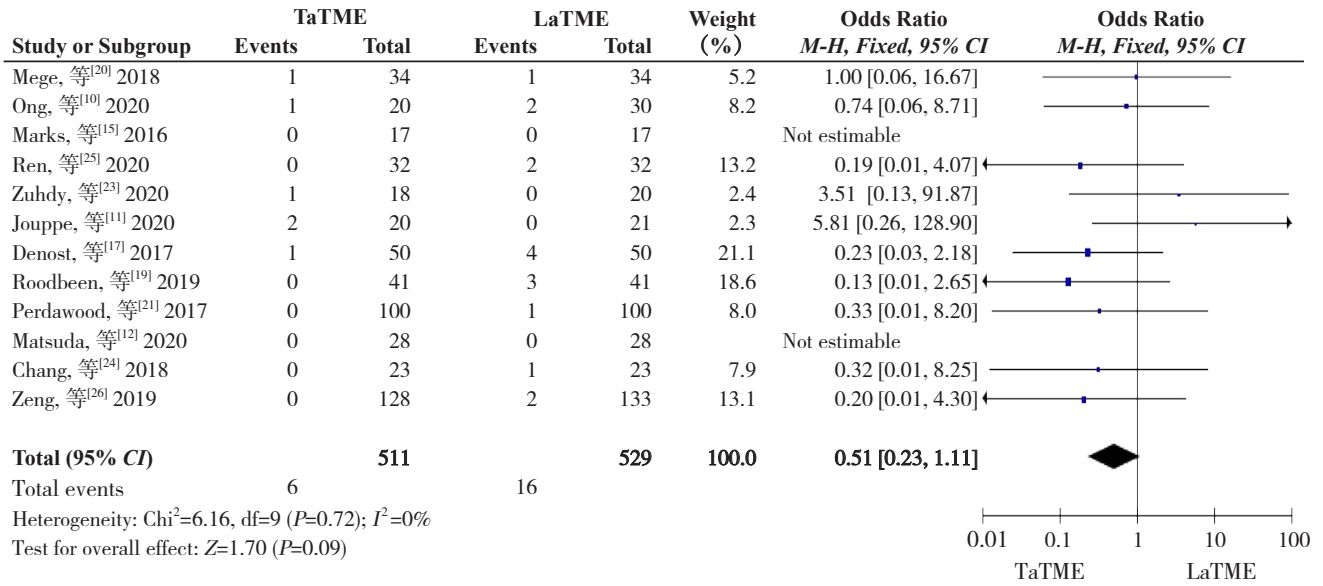 TaTME LaTME Weight Odds Ratio Odds Ratio
Study or Subgroup Events Total Events Total (%) M-H, Fixed, 95% CI M-H, Fixed, 95% CI
Mege, 等[20] 2018 1 34 1 34 5.2 1.00 [0.06, 16.67]
Ong, 等[10] 2020 1 20 2 30 8.2 0.74 [0.06, 8.71]
Marks, 等[15] 2016 0 17 0 17 Not estimable
Ren, 等[25] 2020 0 32 2 32 13.2 0.19 [0.01, 4.07]
Zuhdy, 等[23] 2020 1 18 0 20 2.4 3.51 [0.13, 91.87]
Jouppe, 等[11] 2020 2 20 0 21 2.3 5.81 [0.26, 128.90]
Denost, 等[17] 2017 1 50 4 50 21.1 0.23 [0.03, 2.18]
Roodbeen, 等[19] 2019 0 41 3 41 18.6 0.13 [0.01, 2.65]
Perdawood, 等[21] 2017 0 100 1 100 8.0 0.33 [0.01, 8.20]
Matsuda, 等[12] 2020 0 28 0 28 Not estimable
Chang, 等[24] 2018 0 23 1 23 7.9 0.32 [0.01, 8.25]
Zeng, 等[26] 2019 0 128 2 133 13.1 0.20 [0.01, 4.30]
Total (95% CI) 511 529 100.0 0.51 [0.23, 1.11]
Total events 6 16
Heterogeneity: Chi²=6.16, df=9 (P=0.72); I²=0%
Test for overall effect: Z=1.70 (P=0.09)
0.01 0.1 1 10 100
TaTME LaTME